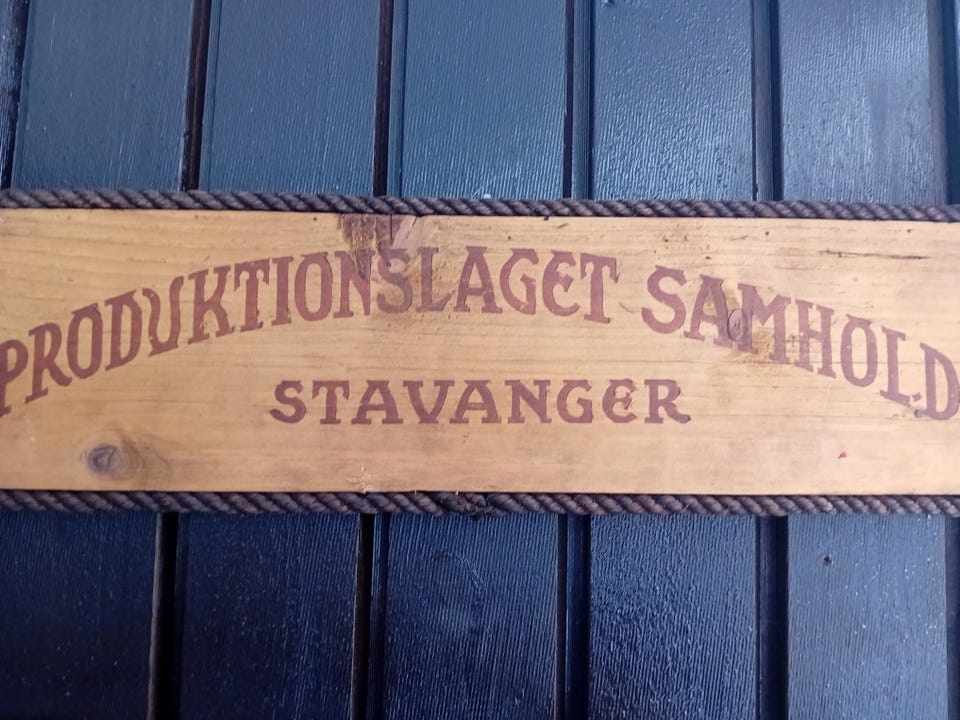 PRODUKTIONSLAGET SAMHOLD
STAVANGER